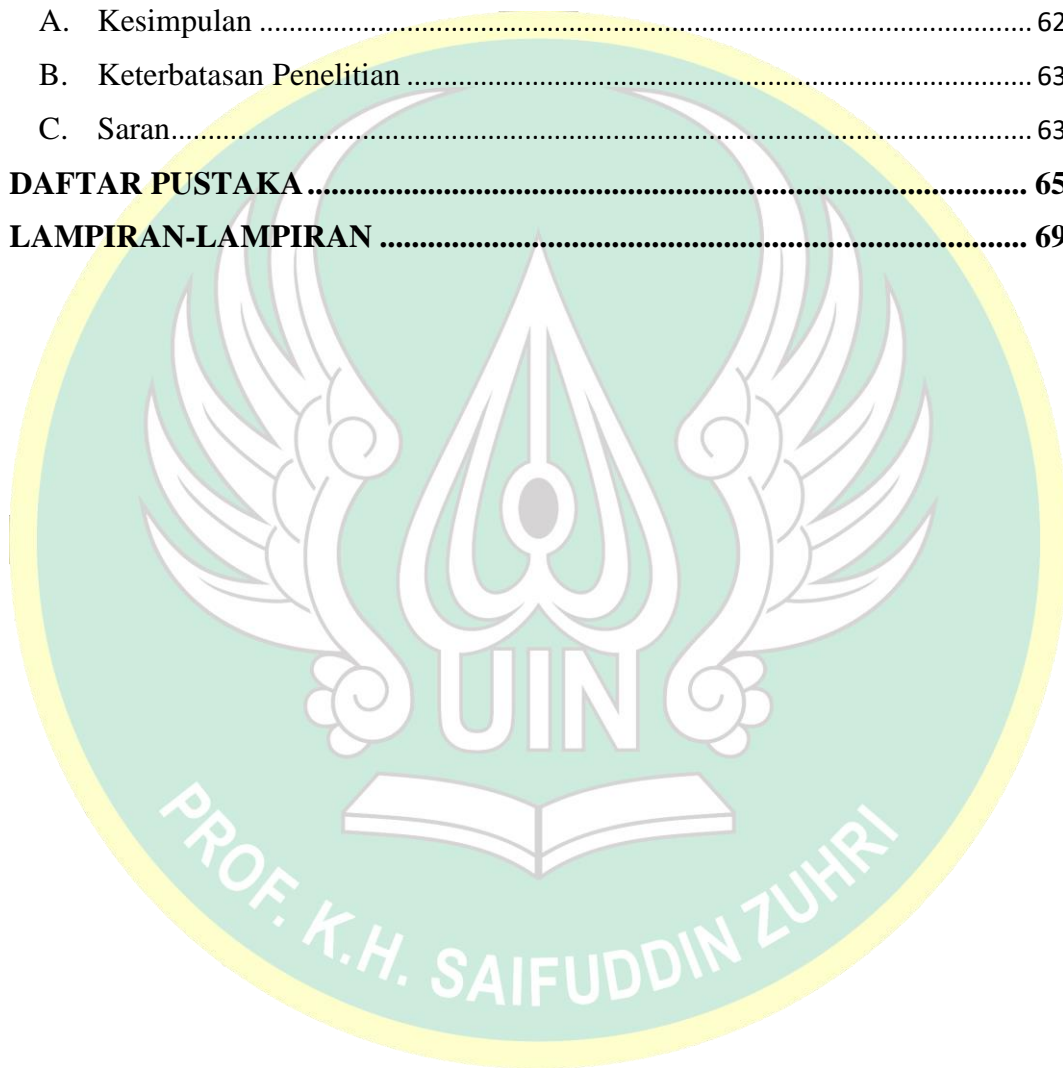 A. Kesimpulan ........................................................................................................ 62
B. Keterbatasan Penelitian .................................................................................... 63
C. Saran.................................................................................................................... 63
DAFTAR PUSTAKA ................................................................................................ 65
LAMPIRAN-LAMPIRAN ...................................................................................... 69
UIN
PROF. K.H. SAIFUDDIN ZUHRI